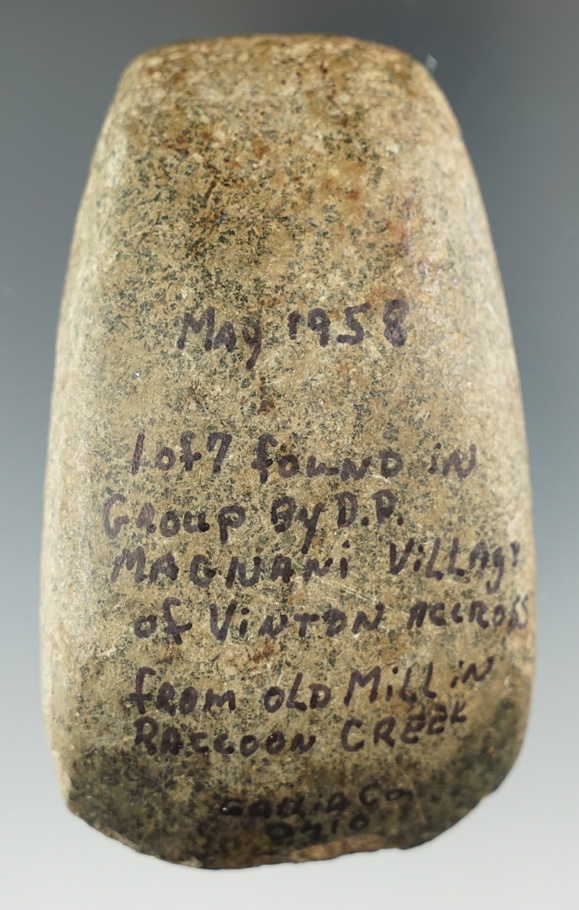 May 1958
1 of 7 found in
Group By D.D.
MAGNANI VILLAge
of VINTON ACCROSS
from OLD Mill in
RACCOON CREEK
GALLIA Co
OHIO